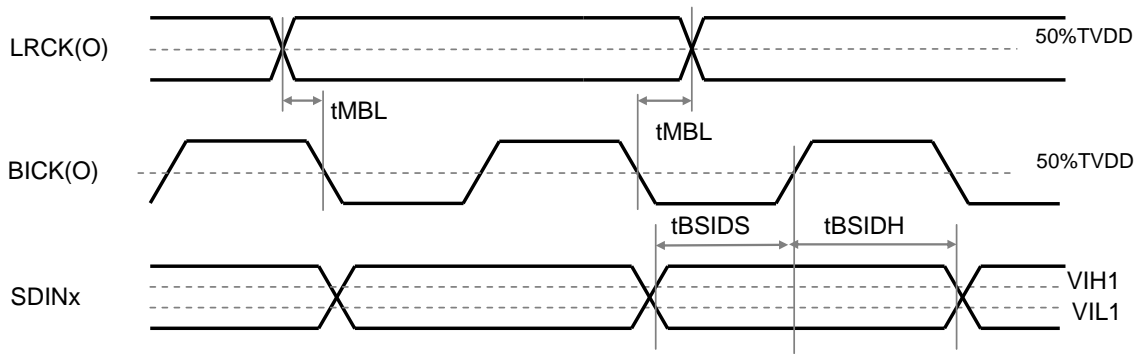 LRCK(O)
50%TVDD
tMBL
tMBL
BICK(O)
50%TVDD
tBSIDS
tBSIDH
SDINx
VIH1
VIL1